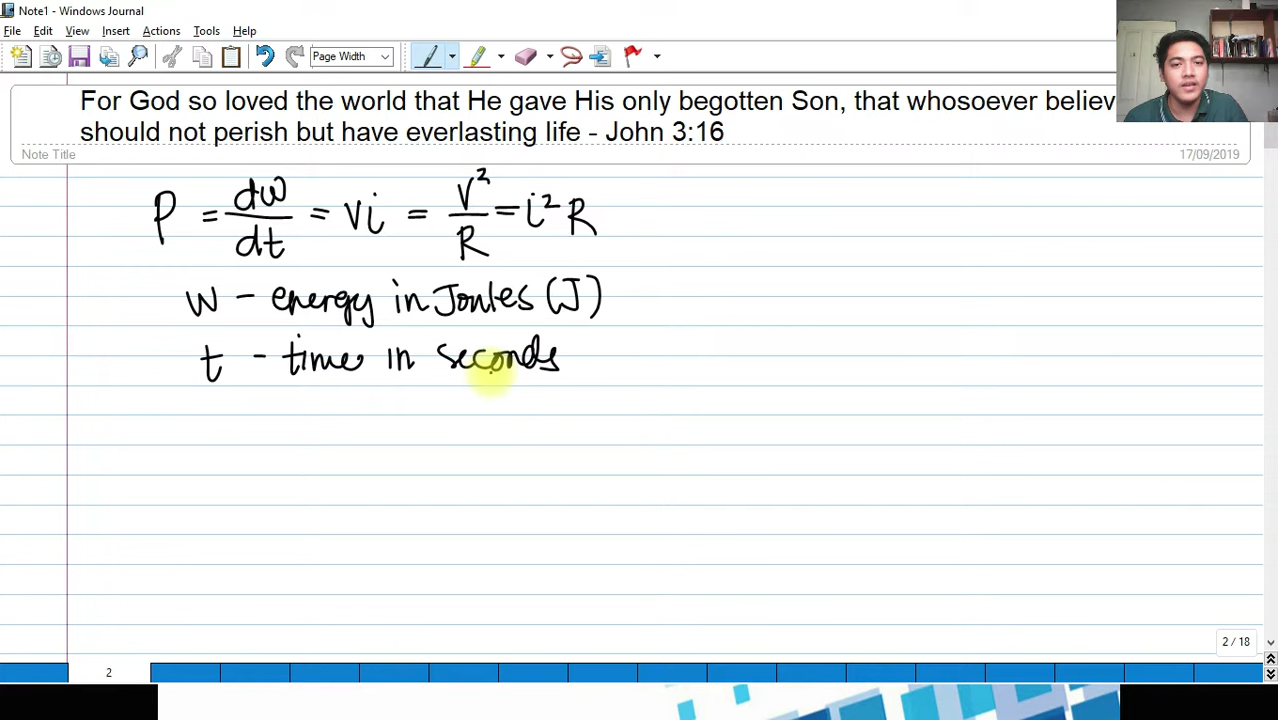 Note1 - Windows Journal
File Edit View Insert Actions Tools Help
Page Width
For God so loved the world that He gave His only begotten Son, that whosoever believ
should not perish but have everlasting life - John 3:16
Note Title
17/09/2019
P = dw/dt = Vi = V²/R = i²R
w - energy in Joules (J)
t - time in seconds
2 / 18
2